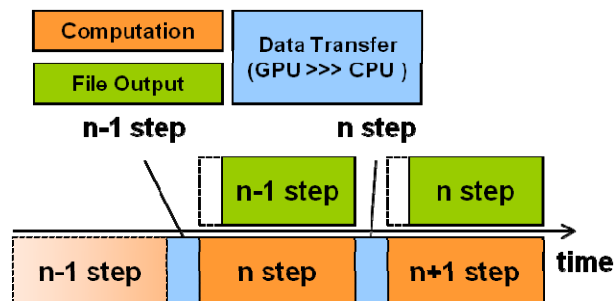 Computation
File Output
Data Transfer
(GPU >>> CPU )
n-1 step
n step
n-1 step
n step
time
n-1 step
n step
n+1 step